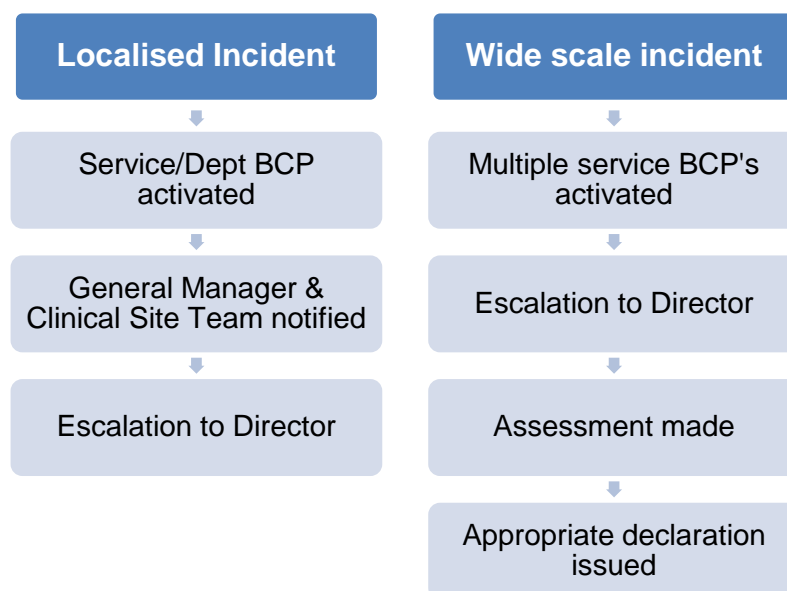 Localised Incident
Service/Dept BCP
activated
General Manager &
Clinical Site Team notified
Escalation to Director
Wide scale incident
Multiple service BCP's
activated
Escalation to Director
Assessment made
Appropriate declaration
issued